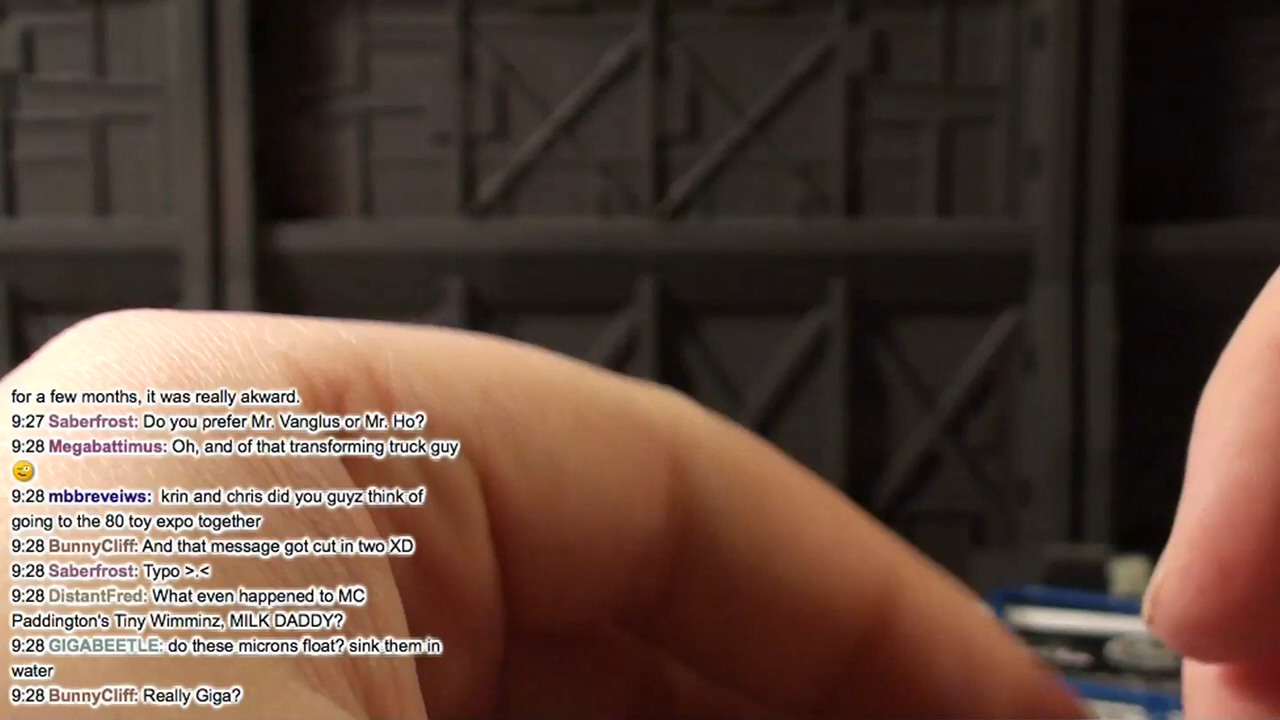 for a few months, it was really akward.
9:27 Saberfrost: Do you prefer Mr. Vanglus or Mr. Ho?
9:28 Megabattimus: Oh, and of that transforming truck guy
9:28 mbbreveiws: krin and chris did you guyz think of
going to the 80 toy expo together
9:28 BunnyCliff: And that message got cut in two XD
9:28 Saberfrost: Typo >.<
9:28 DistantFred: What even happened to MC
Paddington's Tiny Wimminz, MILK DADDY?
9:28 GIGABEETLE: do these microns float? sink them in
water
9:28 BunnyCliff: Really Giga?